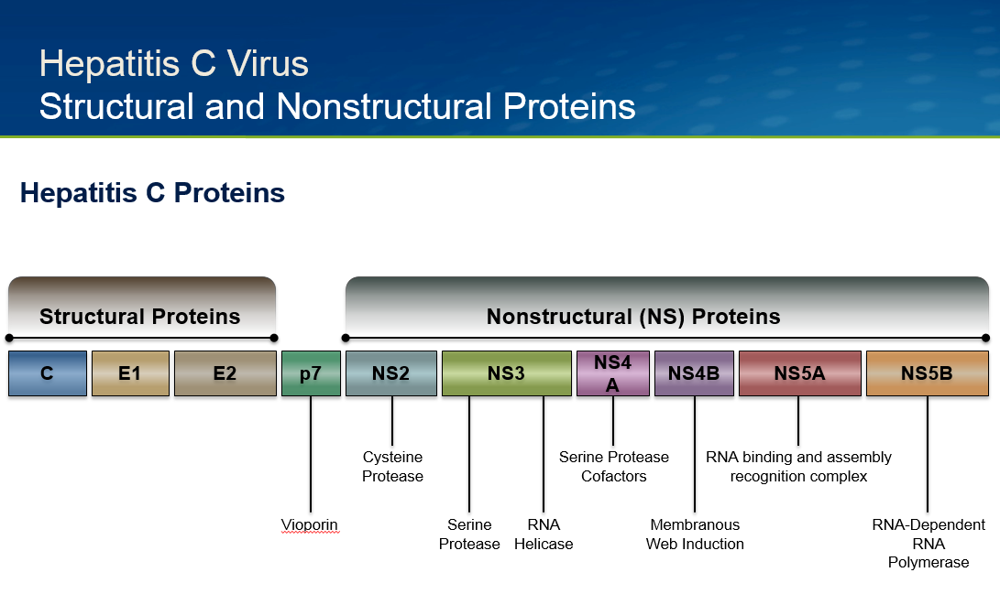 Hepatitis C Virus
Structural and Nonstructural Proteins
Hepatitis C Proteins
Structural Proteins
Nonstructural (NS) Proteins
C
E1
E2
p7
NS2
NS3
NS4
A
NS4B
NS5A
NS5B
Cysteine
Protease
Serine Protease
Cofactors
RNA binding and assembly
recognition complex
Vioporin
Serine
Protease
RNA
Helicase
Membranous
Web Induction
RNA-Dependent
RNA
Polymerase